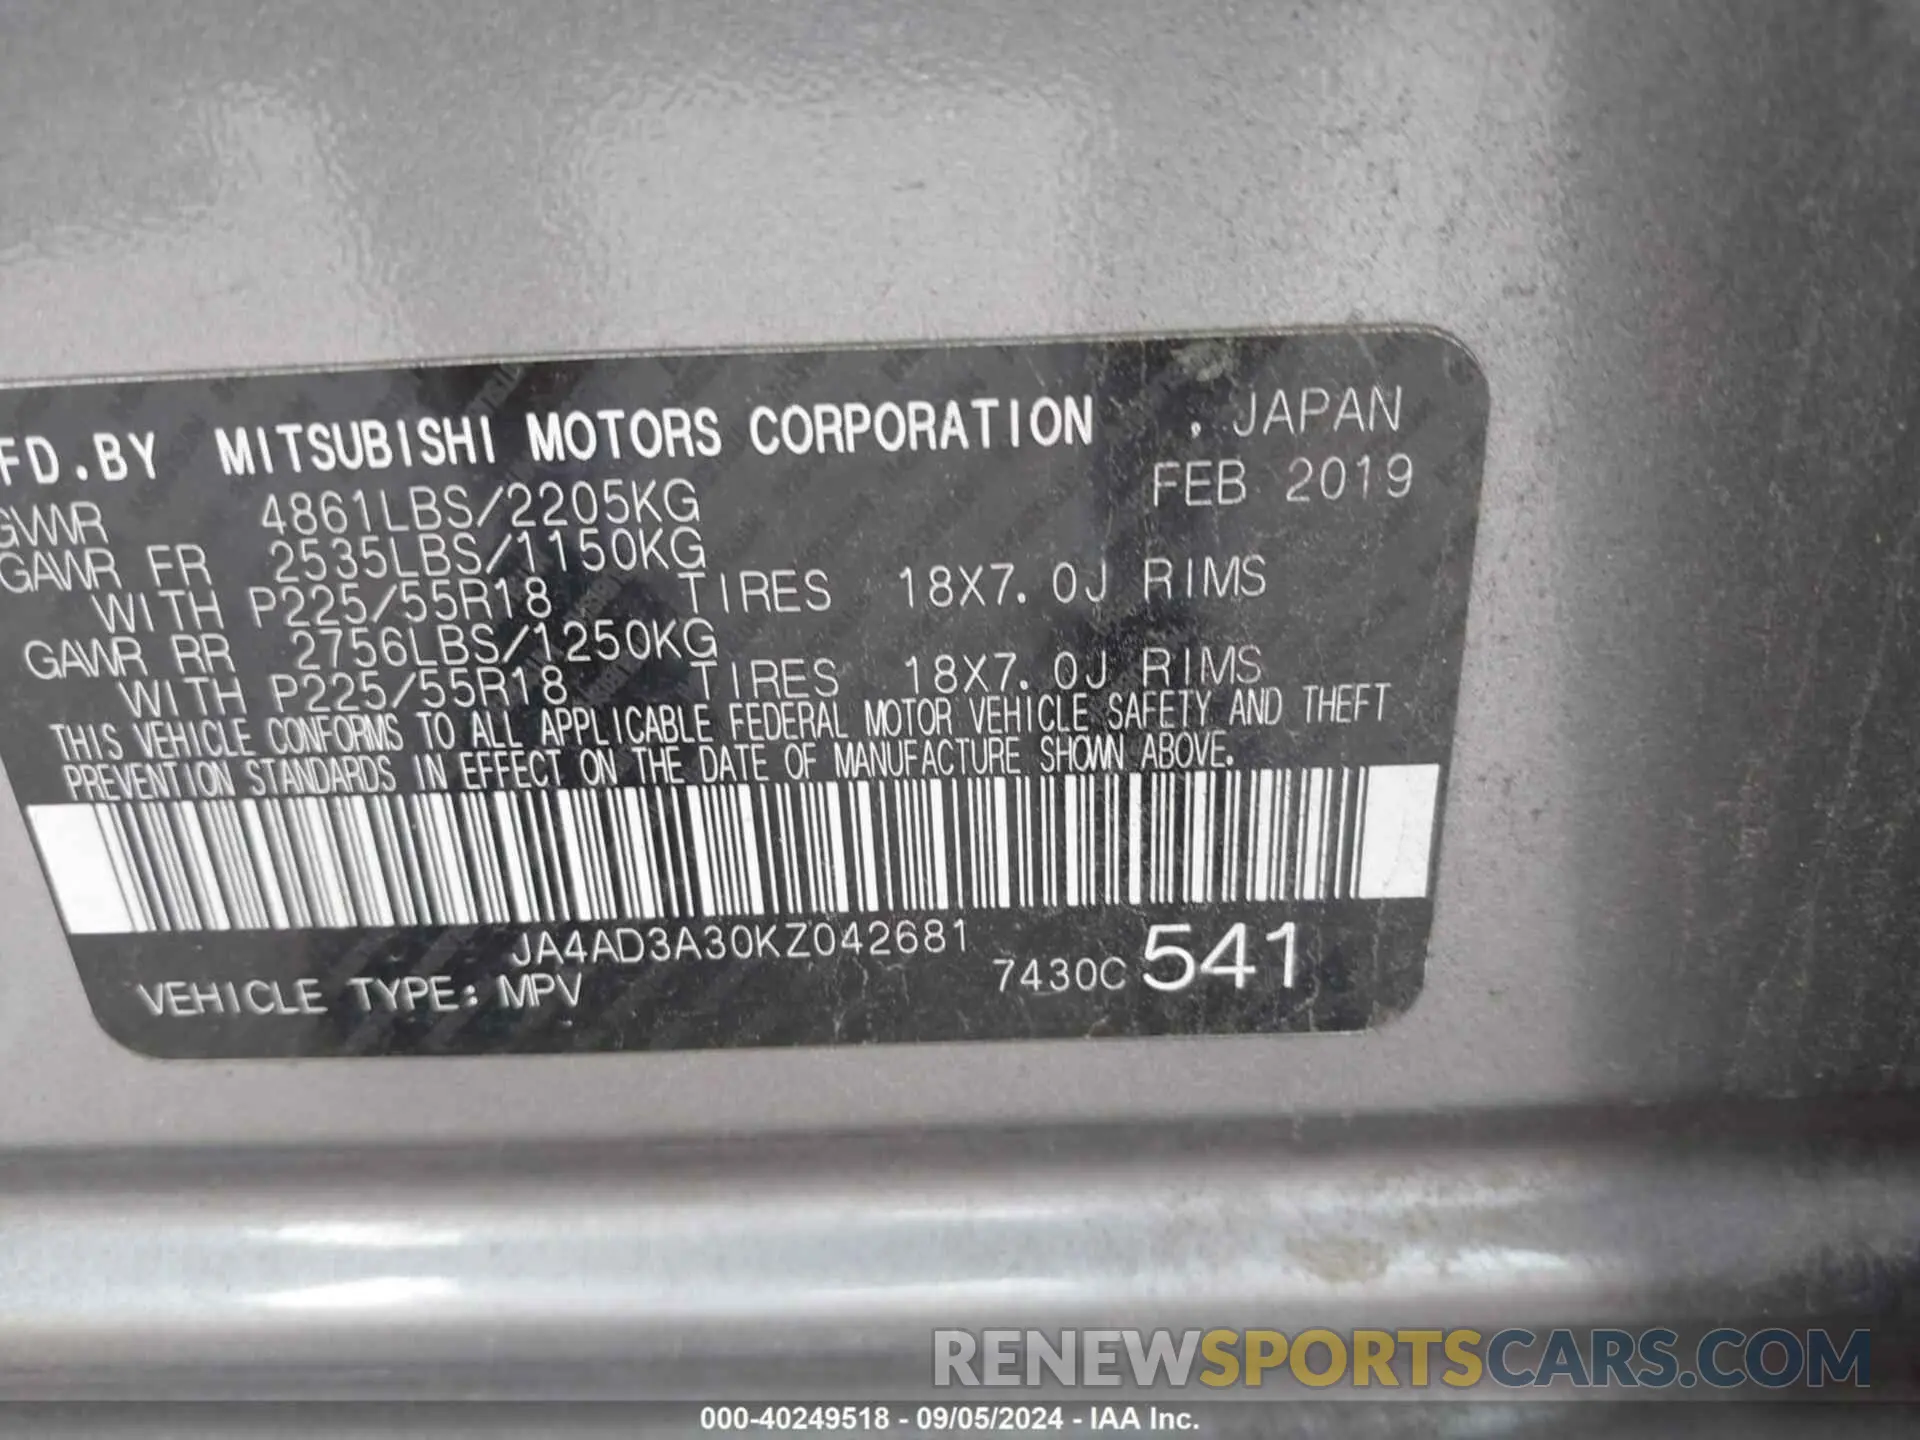 FD.BY MITSUBISHI MOTORS CORPORATION , JAPAN
GVWR 4861LBS/2205KG FEB 2019
GAWR FR 2535LBS/1150KG
WITH P225/55R18 TIRES 18X7.0J RIMS
GAWR RR 2756LBS/1250KG
WITH P225/55R18 TIRES 18X7.0J RIMS
THIS VEHICLE CONFORMS TO ALL APPLICABLE FEDERAL MOTOR VEHICLE SAFETY AND THEFT
PREVENTION STANDARDS IN EFFECT ON THE DATE OF MANUFACTURE SHOWN ABOVE.
JA4AD3A30KZ042681
VEHICLE TYPE: MPV 7430C 541
RENEWSPORTSCARS.COM
000-40249518 - 09/05/2024 - IAA Inc.